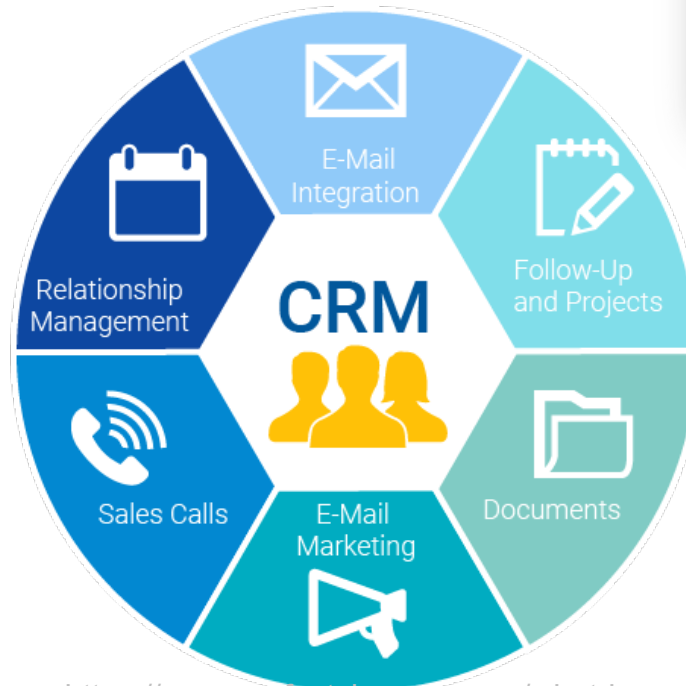 E-Mail
Integration
Follow-Up
and Projects
Relationship
Management
CRM
Sales Calls
E-Mail
Marketing
Documents